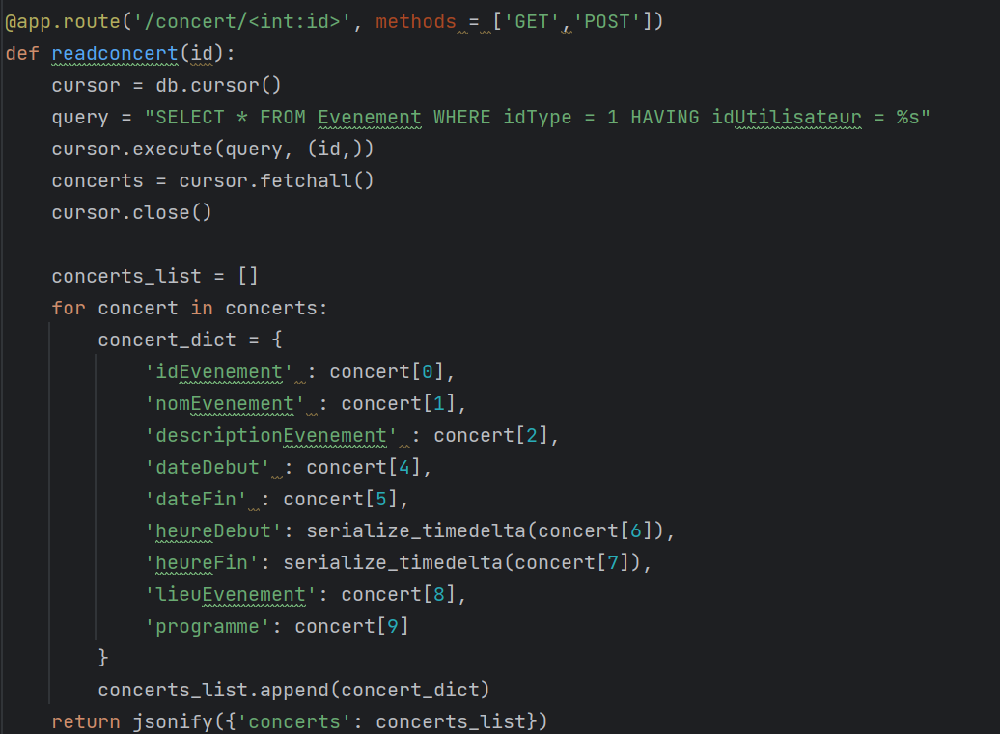 @app.route('/concert/<int:id>', methods = ['GET','POST'])
def readconcert(id):
    cursor = db.cursor()
    query = "SELECT * FROM Evenement WHERE idType = 1 HAVING idUtilisateur = %s"
    cursor.execute(query, (id,))
    concerts = cursor.fetchall()
    cursor.close()

    concerts_list = []
    for concert in concerts:
        concert_dict = {
            'idEvenement' : concert[0],
            'nomEvenement' : concert[1],
            'descriptionEvenement' : concert[2],
            'dateDebut' : concert[4],
            'dateFin' : concert[5],
            'heureDebut': serialize_timedelta(concert[6]),
            'heureFin': serialize_timedelta(concert[7]),
            'lieuEvenement': concert[8],
            'programme': concert[9]
        }
        concerts_list.append(concert_dict)
    return jsonify({'concerts': concerts_list})